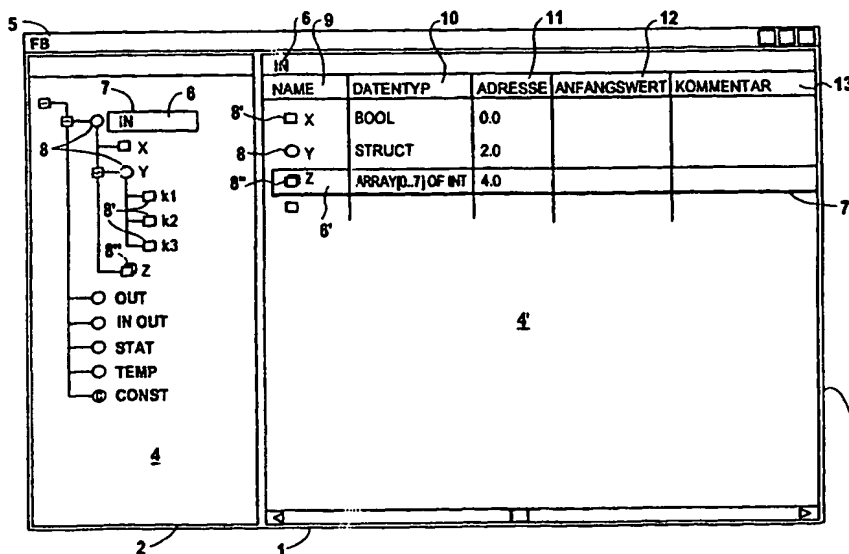 5 6 9 10 11 12
FB
IN
NAME DATENTYP ADRESSE ANFANGSWERT KOMMENTAR 13
7 6
IN
8' X BOOL 0.0
8 X
8 Y STRUCT 2.0
Y
8" Z ARRAY[0..7] OF INT 4.0
k1
6' 7
8' k2
8" k3
Z
OUT
IN OUT 4'
STAT
TEMP
C CONST
4
2 1